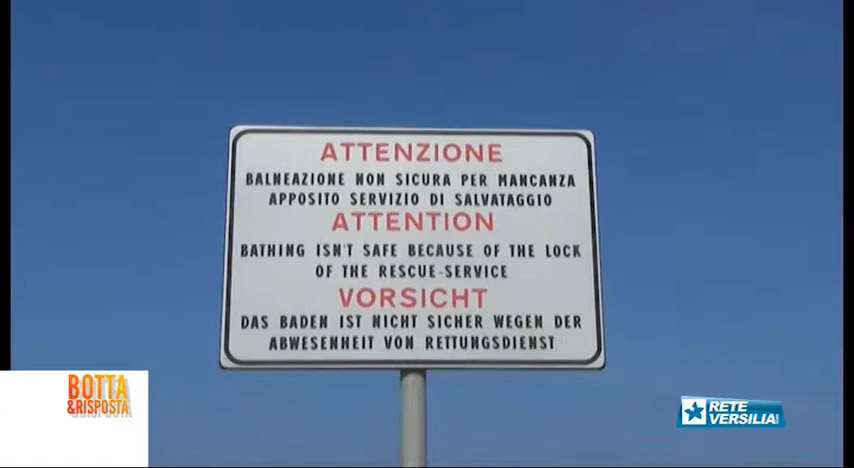 ATTENZIONE
BALNEAZIONE NON SICURA PER MANCANZA
APPOSITO SERVIZIO DI SALVATAGGIO
ATTENTION
BATHING ISN'T SAFE BECAUSE OF THE LOCK
OF THE RESCUE-SERVICE
VORSICHT
DAS BADEN IST NICHT SICHER WEGEN DER
ABWESENHEIT VON RETTUNGSDIENST
BOTTA
&RISPOSTA
RETE
VERSILIA